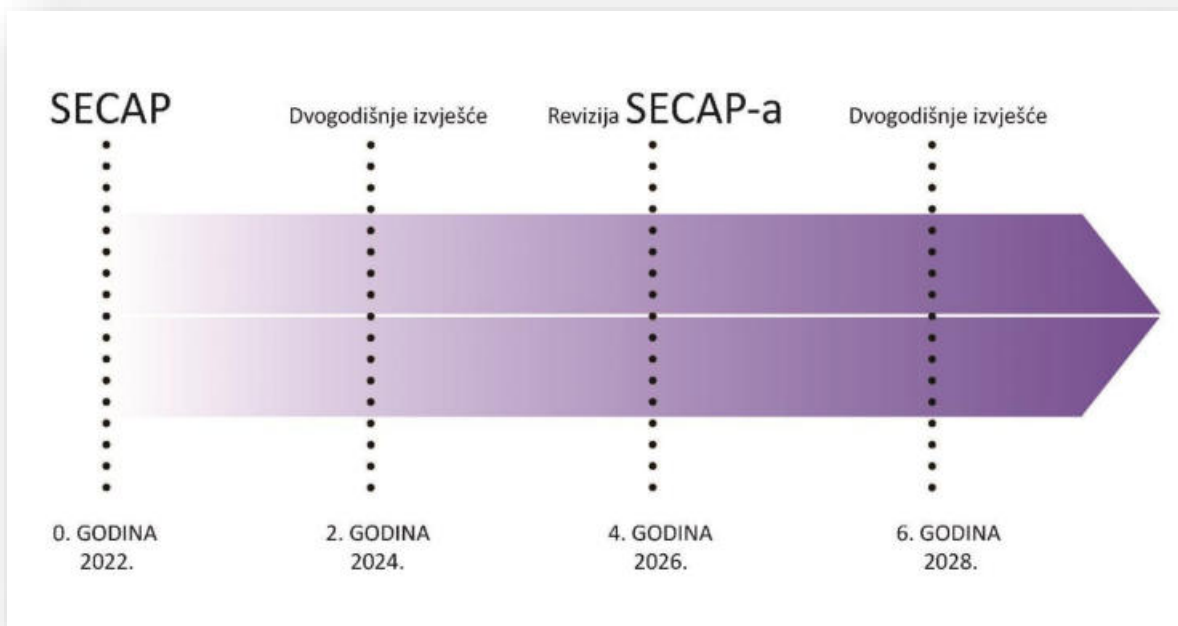 SECAP
Dvogodišnje izvješće
Revizija SECAP-a
Dvogodišnje izvješće
0. GODINA
2022.
2. GODINA
2024.
4. GODINA
2026.
6. GODINA
2028.